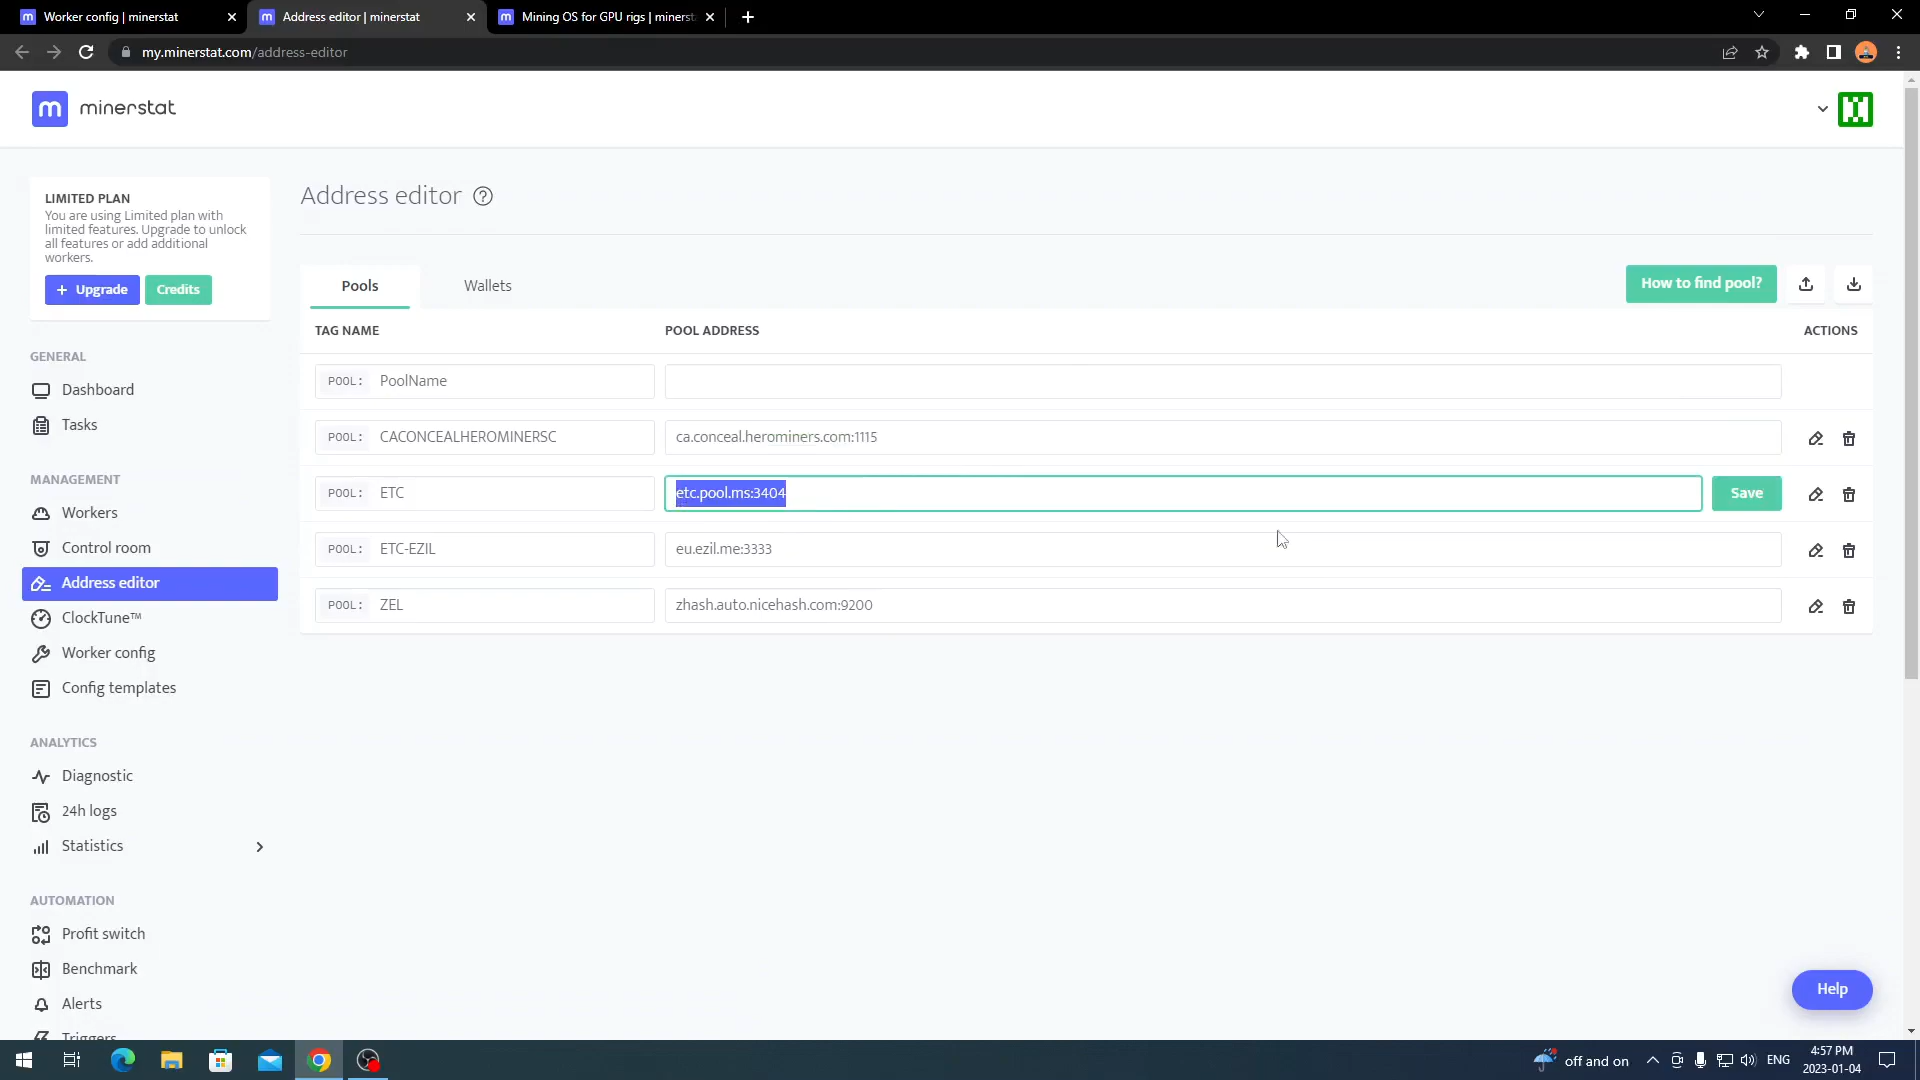 Worker config | minerstat
Address editor | minerstat
Mining OS for GPU rigs | minerst
my.minerstat.com/address-editor
m minerstat
LIMITED PLAN
You are using Limited plan with
limited features. Upgrade to unlock
all features or add additional
workers.
+ Upgrade
Credits
GENERAL
Dashboard
Tasks
MANAGEMENT
Workers
Control room
Address editor
ClockTune™
Worker config
Config templates
ANALYTICS
Diagnostic
24h logs
Statistics
AUTOMATION
Profit switch
Benchmark
Alerts
Triggers
Address editor ?
Pools
Wallets
How to find pool?
TAG NAME
POOL ADDRESS
ACTIONS
POOL: PoolName
POOL: CACONCEALHEROMINERSC
ca.conceal.herominers.com:1115
POOL: ETC
etc.pool.ms:3404
Save
POOL: ETC-EZIL
eu.ezil.me:3333
POOL: ZEL
zhash.auto.nicehash.com:9200
Help
off and on
ENG
4:57 PM
2023-01-04